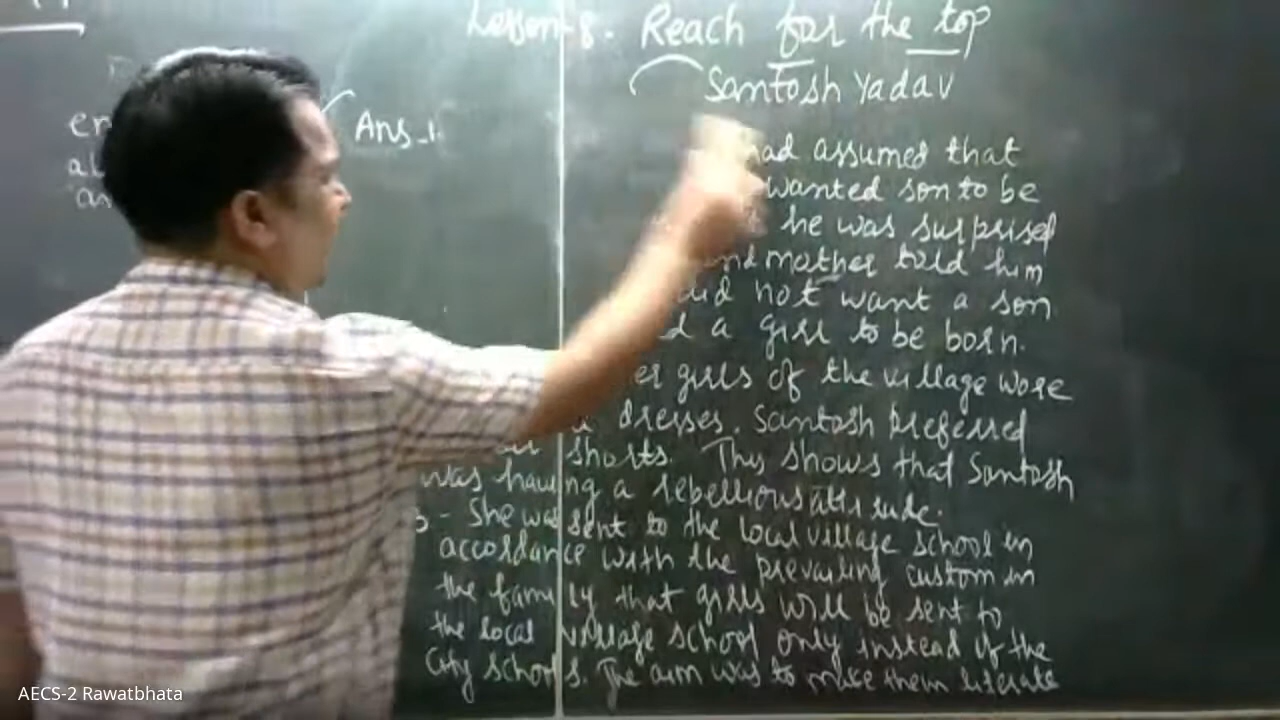 Lesson 8. Reach for the top
Santosh Yadav
Ans-1
had assumed that
wanted son to be
he was surprised
mother told him
did not want a son
a girl to be born.
er girls of the village wore
dresses. Santosh preferred
shorts. This shows that Santosh
was having a rebellious attitude.
- She was sent to the local village school in
accordance with the prevailing custom in
the family that girls will be sent to
the local village school only instead of the
City schools. The aim was to make them literate
AECS-2 Rawatbhata